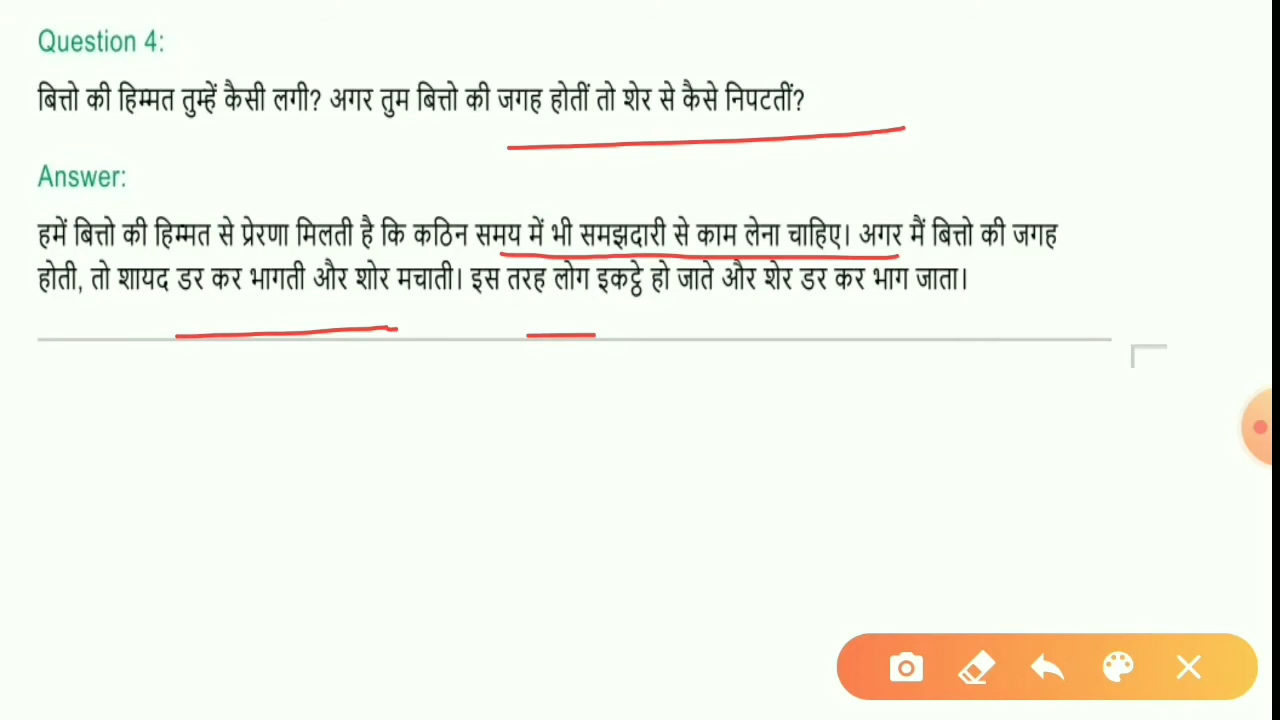 Question 4:
बित्तो की हिम्मत तुम्हें कैसी लगी? अगर तुम बित्तो की जगह होतीं तो शेर से कैसे निपटतीं?
Answer:
हमें बित्तो की हिम्मत से प्रेरणा मिलती है कि कठिन समय में भी समझदारी से काम लेना चाहिए। अगर मैं बित्तो की जगह
होती, तो शायद डर कर भागती और शोर मचाती। इस तरह लोग इकट्ठे हो जाते और शेर डर कर भाग जाता।